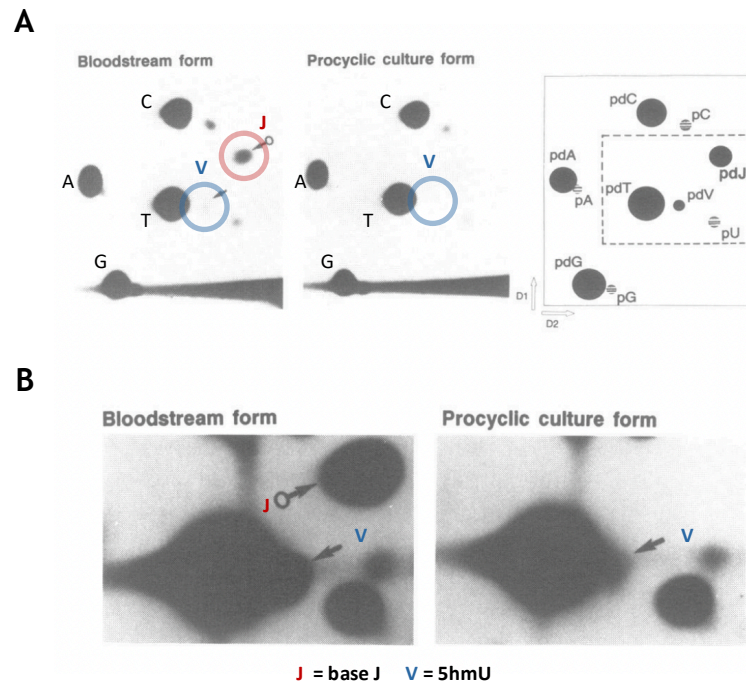 A
Bloodstream form
Procyclic culture form
C
J
V
A
T
G
C
V
A
T
G
pdC
pC
pdJ
pdA
pA
pdT
pdV
pU
pdG
pG
D1
D2
B
Bloodstream form
Procyclic culture form
J
V
V
J = base J V = 5hmU